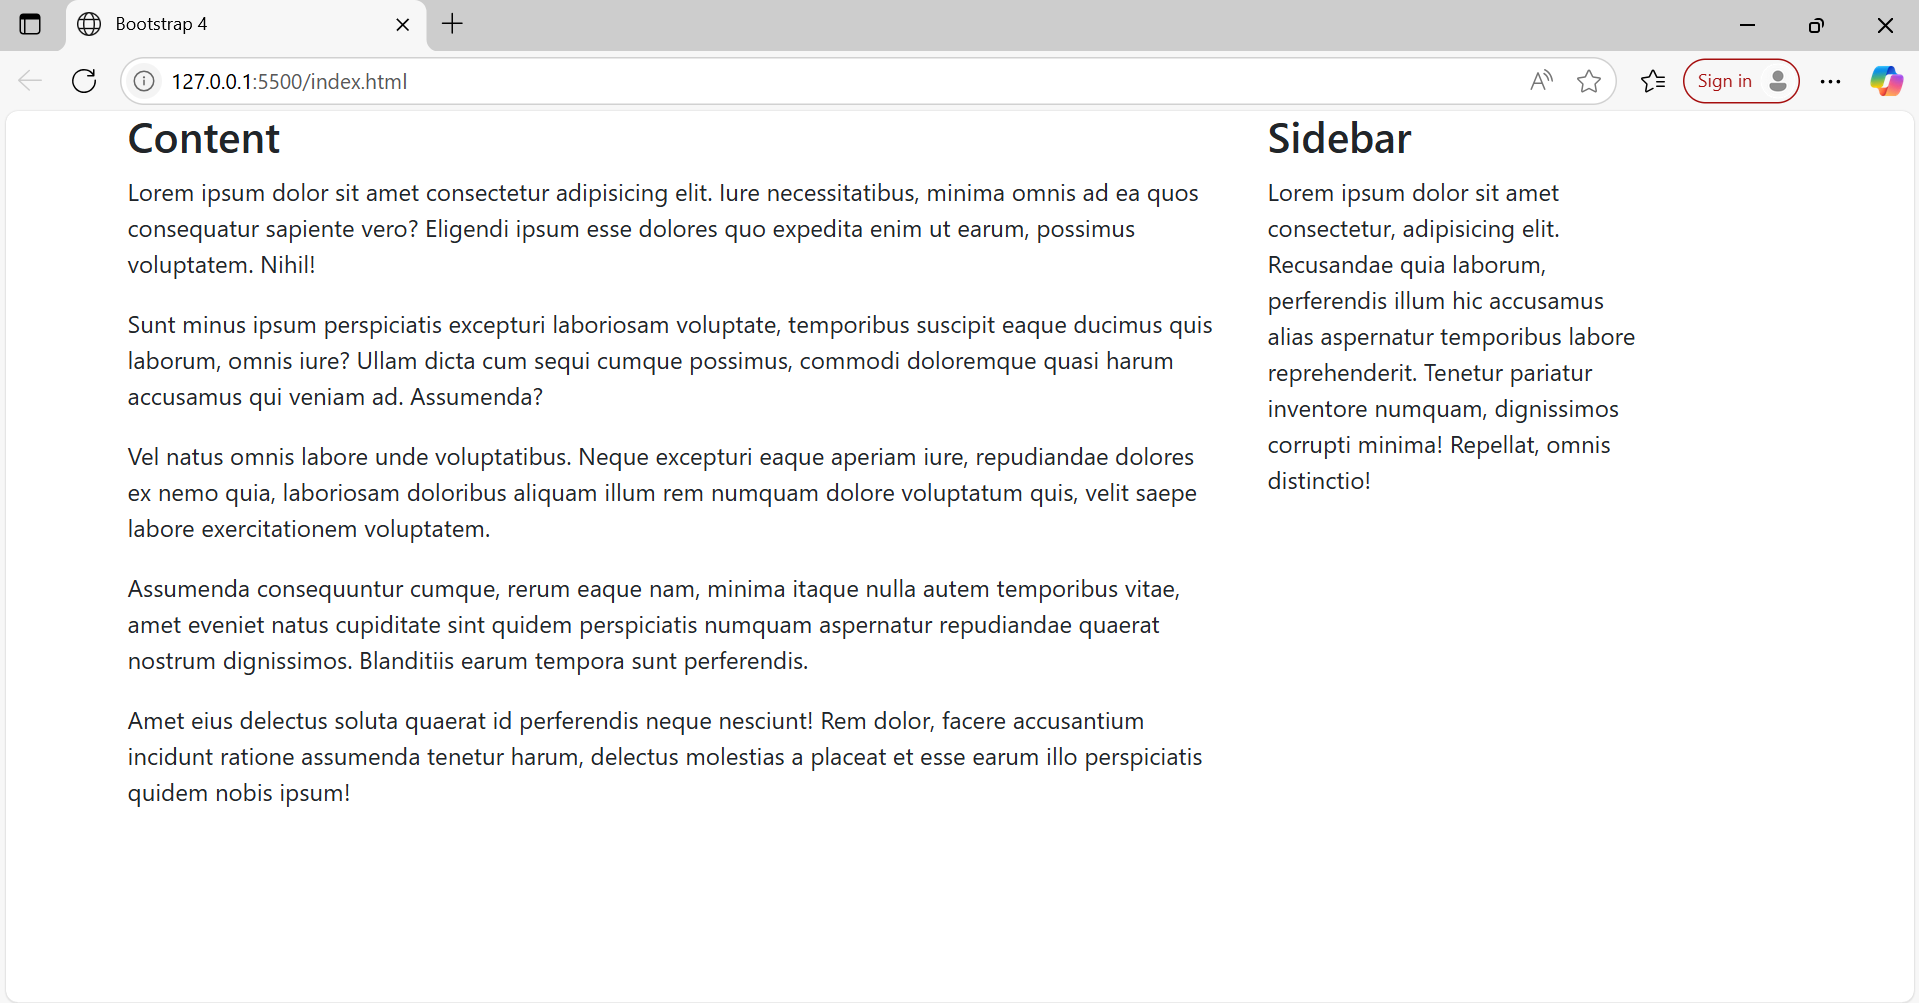 Bootstrap 4
127.0.0.1:5500/index.html
Sign in
Content
Lorem ipsum dolor sit amet consectetur adipisicing elit. Iure necessitatibus, minima omnis ad ea quos
consequatur sapiente vero? Eligendi ipsum esse dolores quo expedita enim ut earum, possimus
voluptatem. Nihil!
Sunt minus ipsum perspiciatis excepturi laboriosam voluptate, temporibus suscipit eaque ducimus quis
laborum, omnis iure? Ullam dicta cum sequi cumque possimus, commodi doloremque quasi harum
accusamus qui veniam ad. Assumenda?
Vel natus omnis labore unde voluptatibus. Neque excepturi eaque aperiam iure, repudiandae dolores
ex nemo quia, laboriosam doloribus aliquam illum rem numquam dolore voluptatum quis, velit saepe
labore exercitationem voluptatem.
Assumenda consequuntur cumque, rerum eaque nam, minima itaque nulla autem temporibus vitae,
amet eveniet natus cupiditate sint quidem perspiciatis numquam aspernatur repudiandae quaerat
nostrum dignissimos. Blanditiis earum tempora sunt perferendis.
Amet eius delectus soluta quaerat id perferendis neque nesciunt! Rem dolor, facere accusantium
incidunt ratione assumenda tenetur harum, delectus molestias a placeat et esse earum illo perspiciatis
quidem nobis ipsum!
Sidebar
Lorem ipsum dolor sit amet
consectetur, adipisicing elit.
Recusandae quia laborum,
perferendis illum hic accusamus
alias aspernatur temporibus labore
reprehenderit. Tenetur pariatur
inventore numquam, dignissimos
corrupti minima! Repellat, omnis
distinctio!